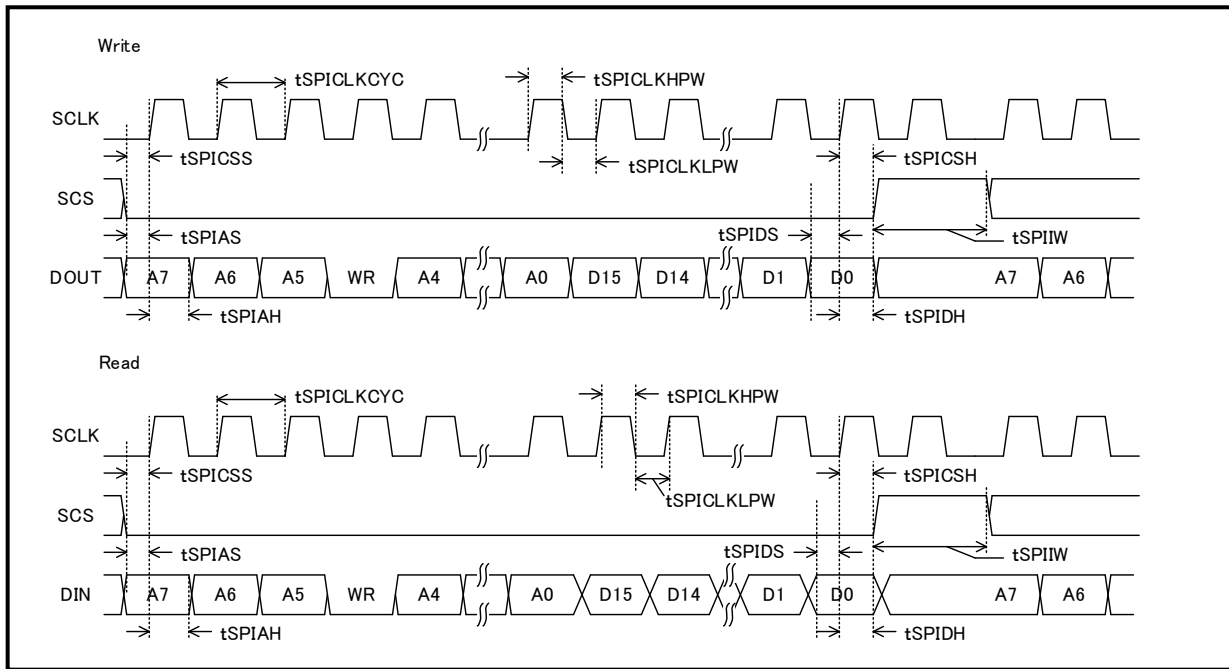 Write
tSPICLKCYC
tSPICLKHPW
SCLK
tSPICSS
tSPICLKLPW
tSPICSH
SCS
tSPIAS
tSPIDS
tSPIIW
DOUT A7 A6 A5 WR A4 A0 D15 D14 D1 D0 A7 A6
tSPIAH
tSPIDH
Read
tSPICLKCYC
tSPICLKHPW
SCLK
tSPICSS
tSPICSH
tSPICLKLPW
SCS
tSPIAS
tSPIDS
tSPIIW
DIN A7 A6 A5 WR A4 A0 D15 D14 D1 D0 A7 A6
tSPIAH
tSPIDH